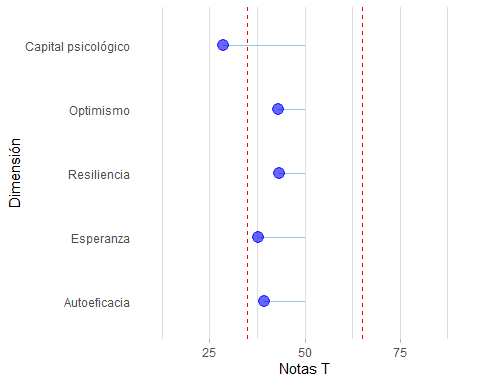 Capital psicológico
Optimismo
Resiliencia
Esperanza
Autoeficacia
Dimensión
25
50
75
Notas T